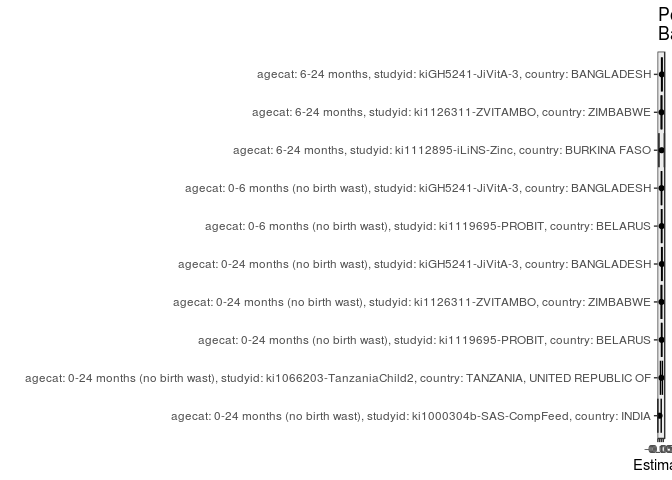 agecat: 6-24 months, studyid: kiGH5241-JiVitA-3, country: BANGLADESH
agecat: 6-24 months, studyid: ki1126311-ZVITAMBO, country: ZIMBABWE
agecat: 6-24 months, studyid: ki1112895-iLiNS-Zinc, country: BURKINA FASO
agecat: 0-6 months (no birth wast), studyid: kiGH5241-JiVitA-3, country: BANGLADESH
agecat: 0-6 months (no birth wast), studyid: ki1119695-PROBIT, country: BELARUS
agecat: 0-24 months (no birth wast), studyid: kiGH5241-JiVitA-3, country: BANGLADESH
agecat: 0-24 months (no birth wast), studyid: ki1126311-ZVITAMBO, country: ZIMBABWE
agecat: 0-24 months (no birth wast), studyid: ki1119695-PROBIT, country: BELARUS
agecat: 0-24 months (no birth wast), studyid: ki1066203-TanzaniaChild2, country: TANZANIA, UNITED REPUBLIC OF
agecat: 0-24 months (no birth wast), studyid: ki1000304b-SAS-CompFeed, country: INDIA